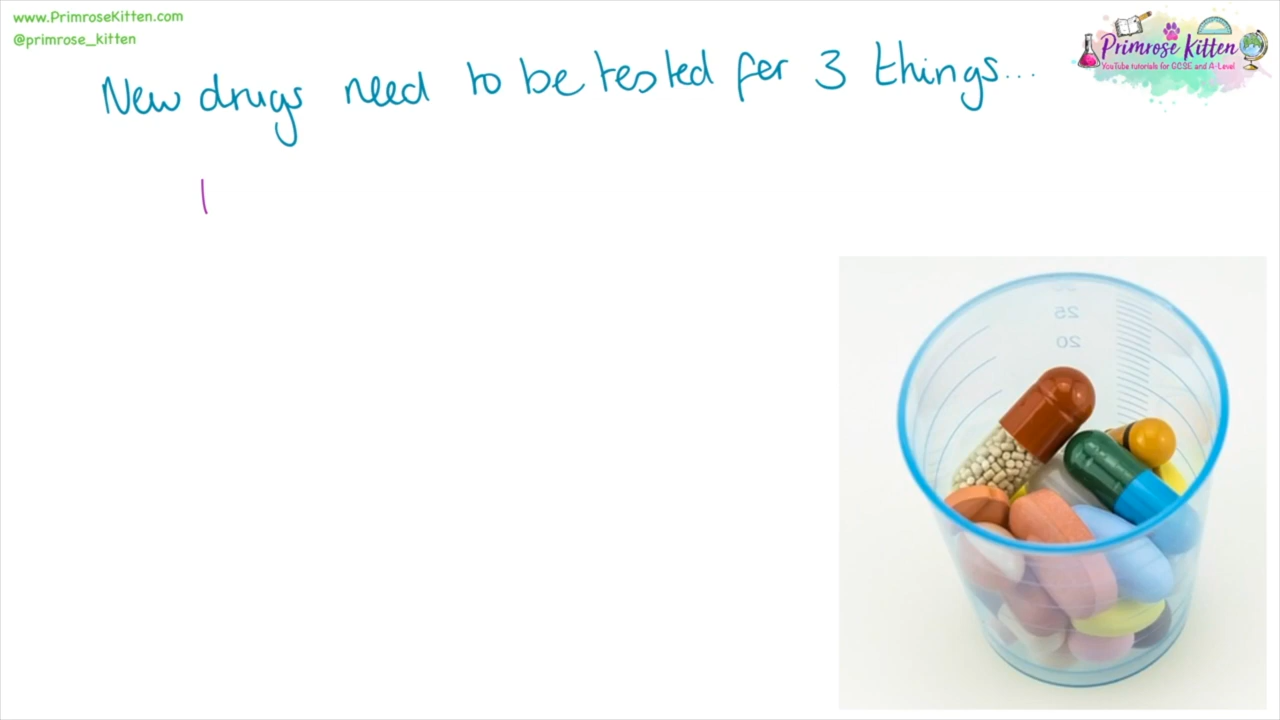 www.PrimroseKitten.com
@primrose_kitten
Primrose Kitten
YouTube tutorials for GCSE and A-Level
New drugs need to be tested for 3 things...
1
25
20